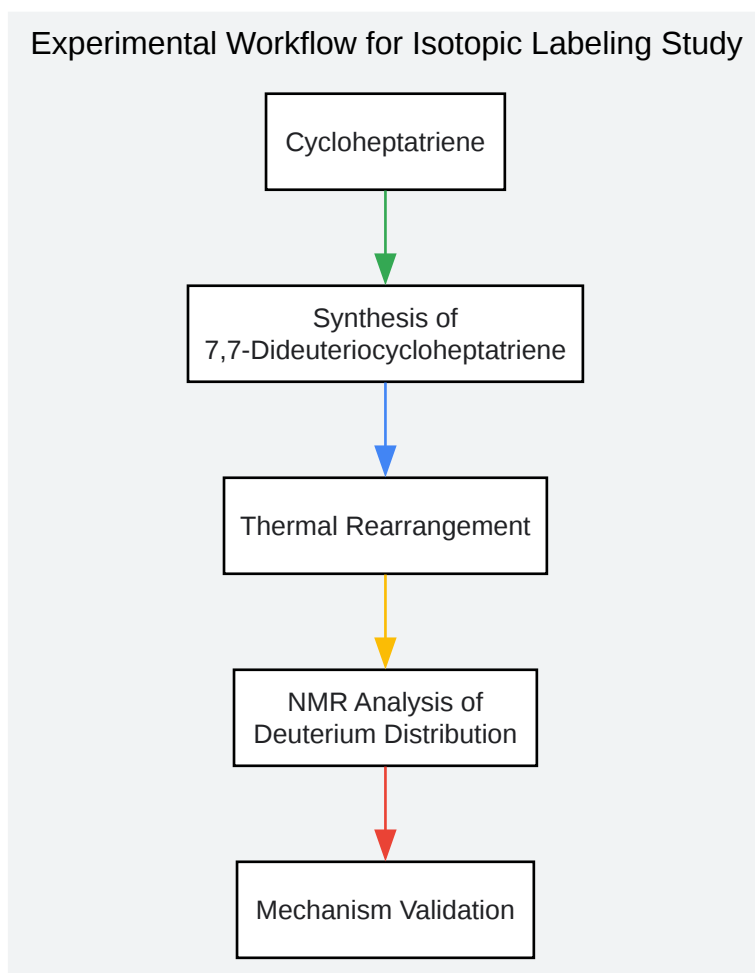 Experimental Workflow for Isotopic Labeling Study
Cycloheptatriene
Synthesis of
7,7-Dideuteriocycloheptatriene
Thermal Rearrangement
NMR Analysis of
Deuterium Distribution
Mechanism Validation